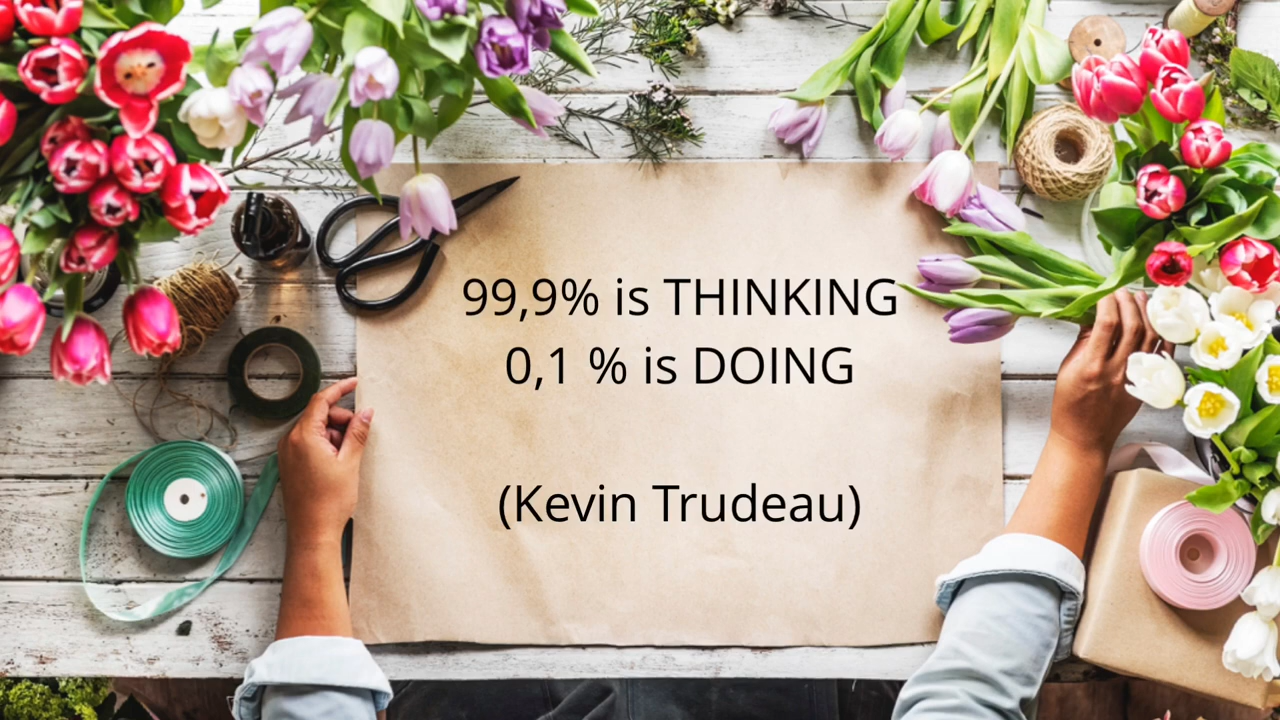 99,9% is THINKING
0,1 % is DOING
(Kevin Trudeau)